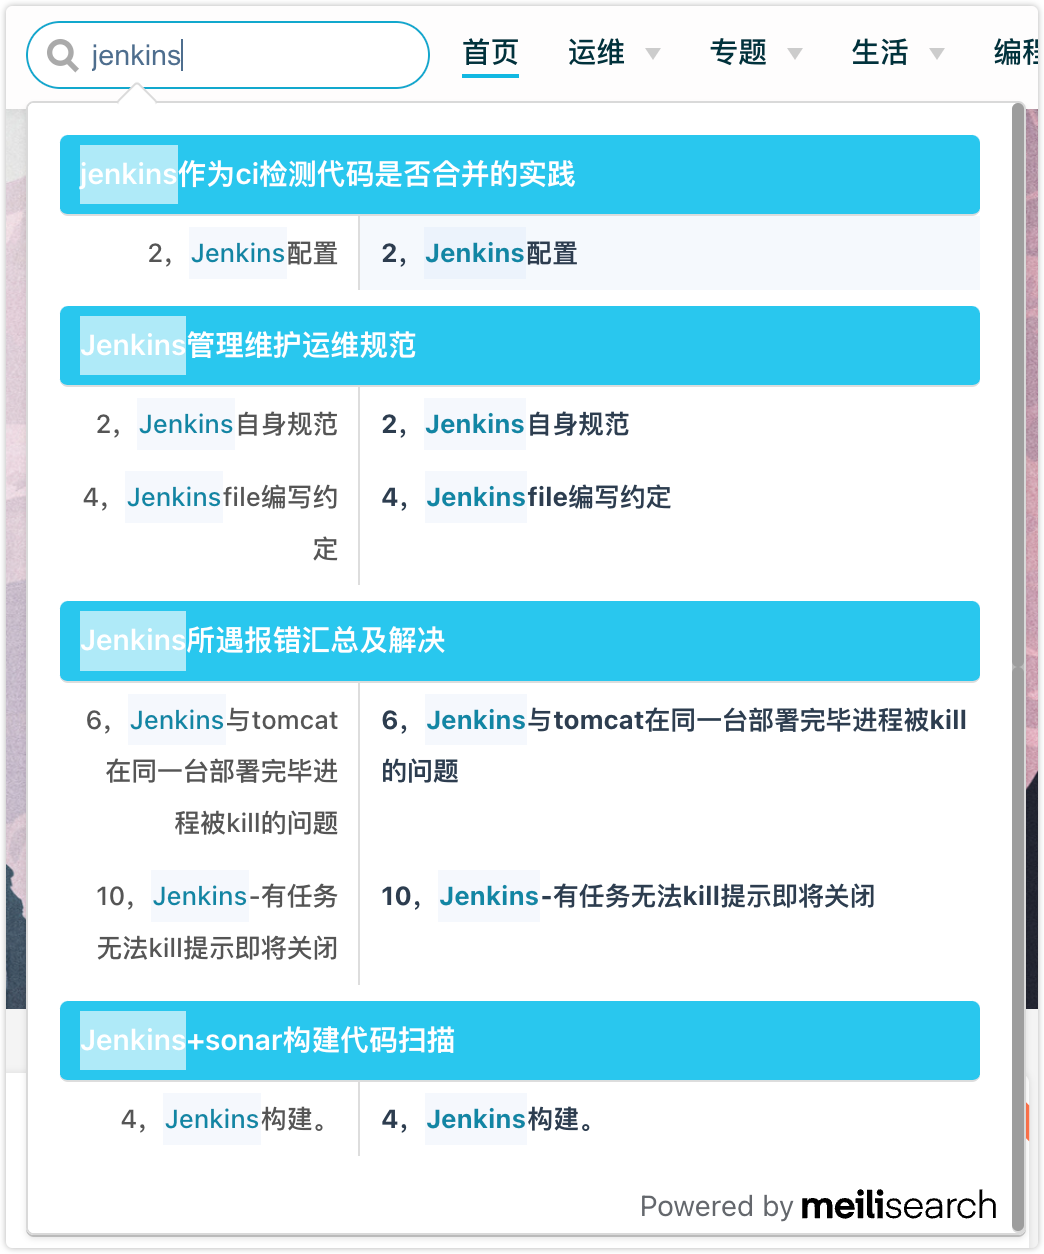 jenkins 首页 运维 专题 生活 编程
jenkins作为ci检测代码是否合并的实践
2，Jenkins配置 2，Jenkins配置
Jenkins管理维护运维规范
2，Jenkins自身规范 2，Jenkins自身规范
4，Jenkinsfile编写约 4，Jenkinsfile编写约定
定
Jenkins所遇报错汇总及解决
6，Jenkins与tomcat 6，Jenkins与tomcat在同一台部署完毕进程被kill
在同一台部署完毕进 的问题
程被kill的问题
10，Jenkins-有任务 10，Jenkins-有任务无法kill提示即将关闭
无法kill提示即将关闭
Jenkins+sonar构建代码扫描
4，Jenkins构建。 4，Jenkins构建。
Powered by meilisearch